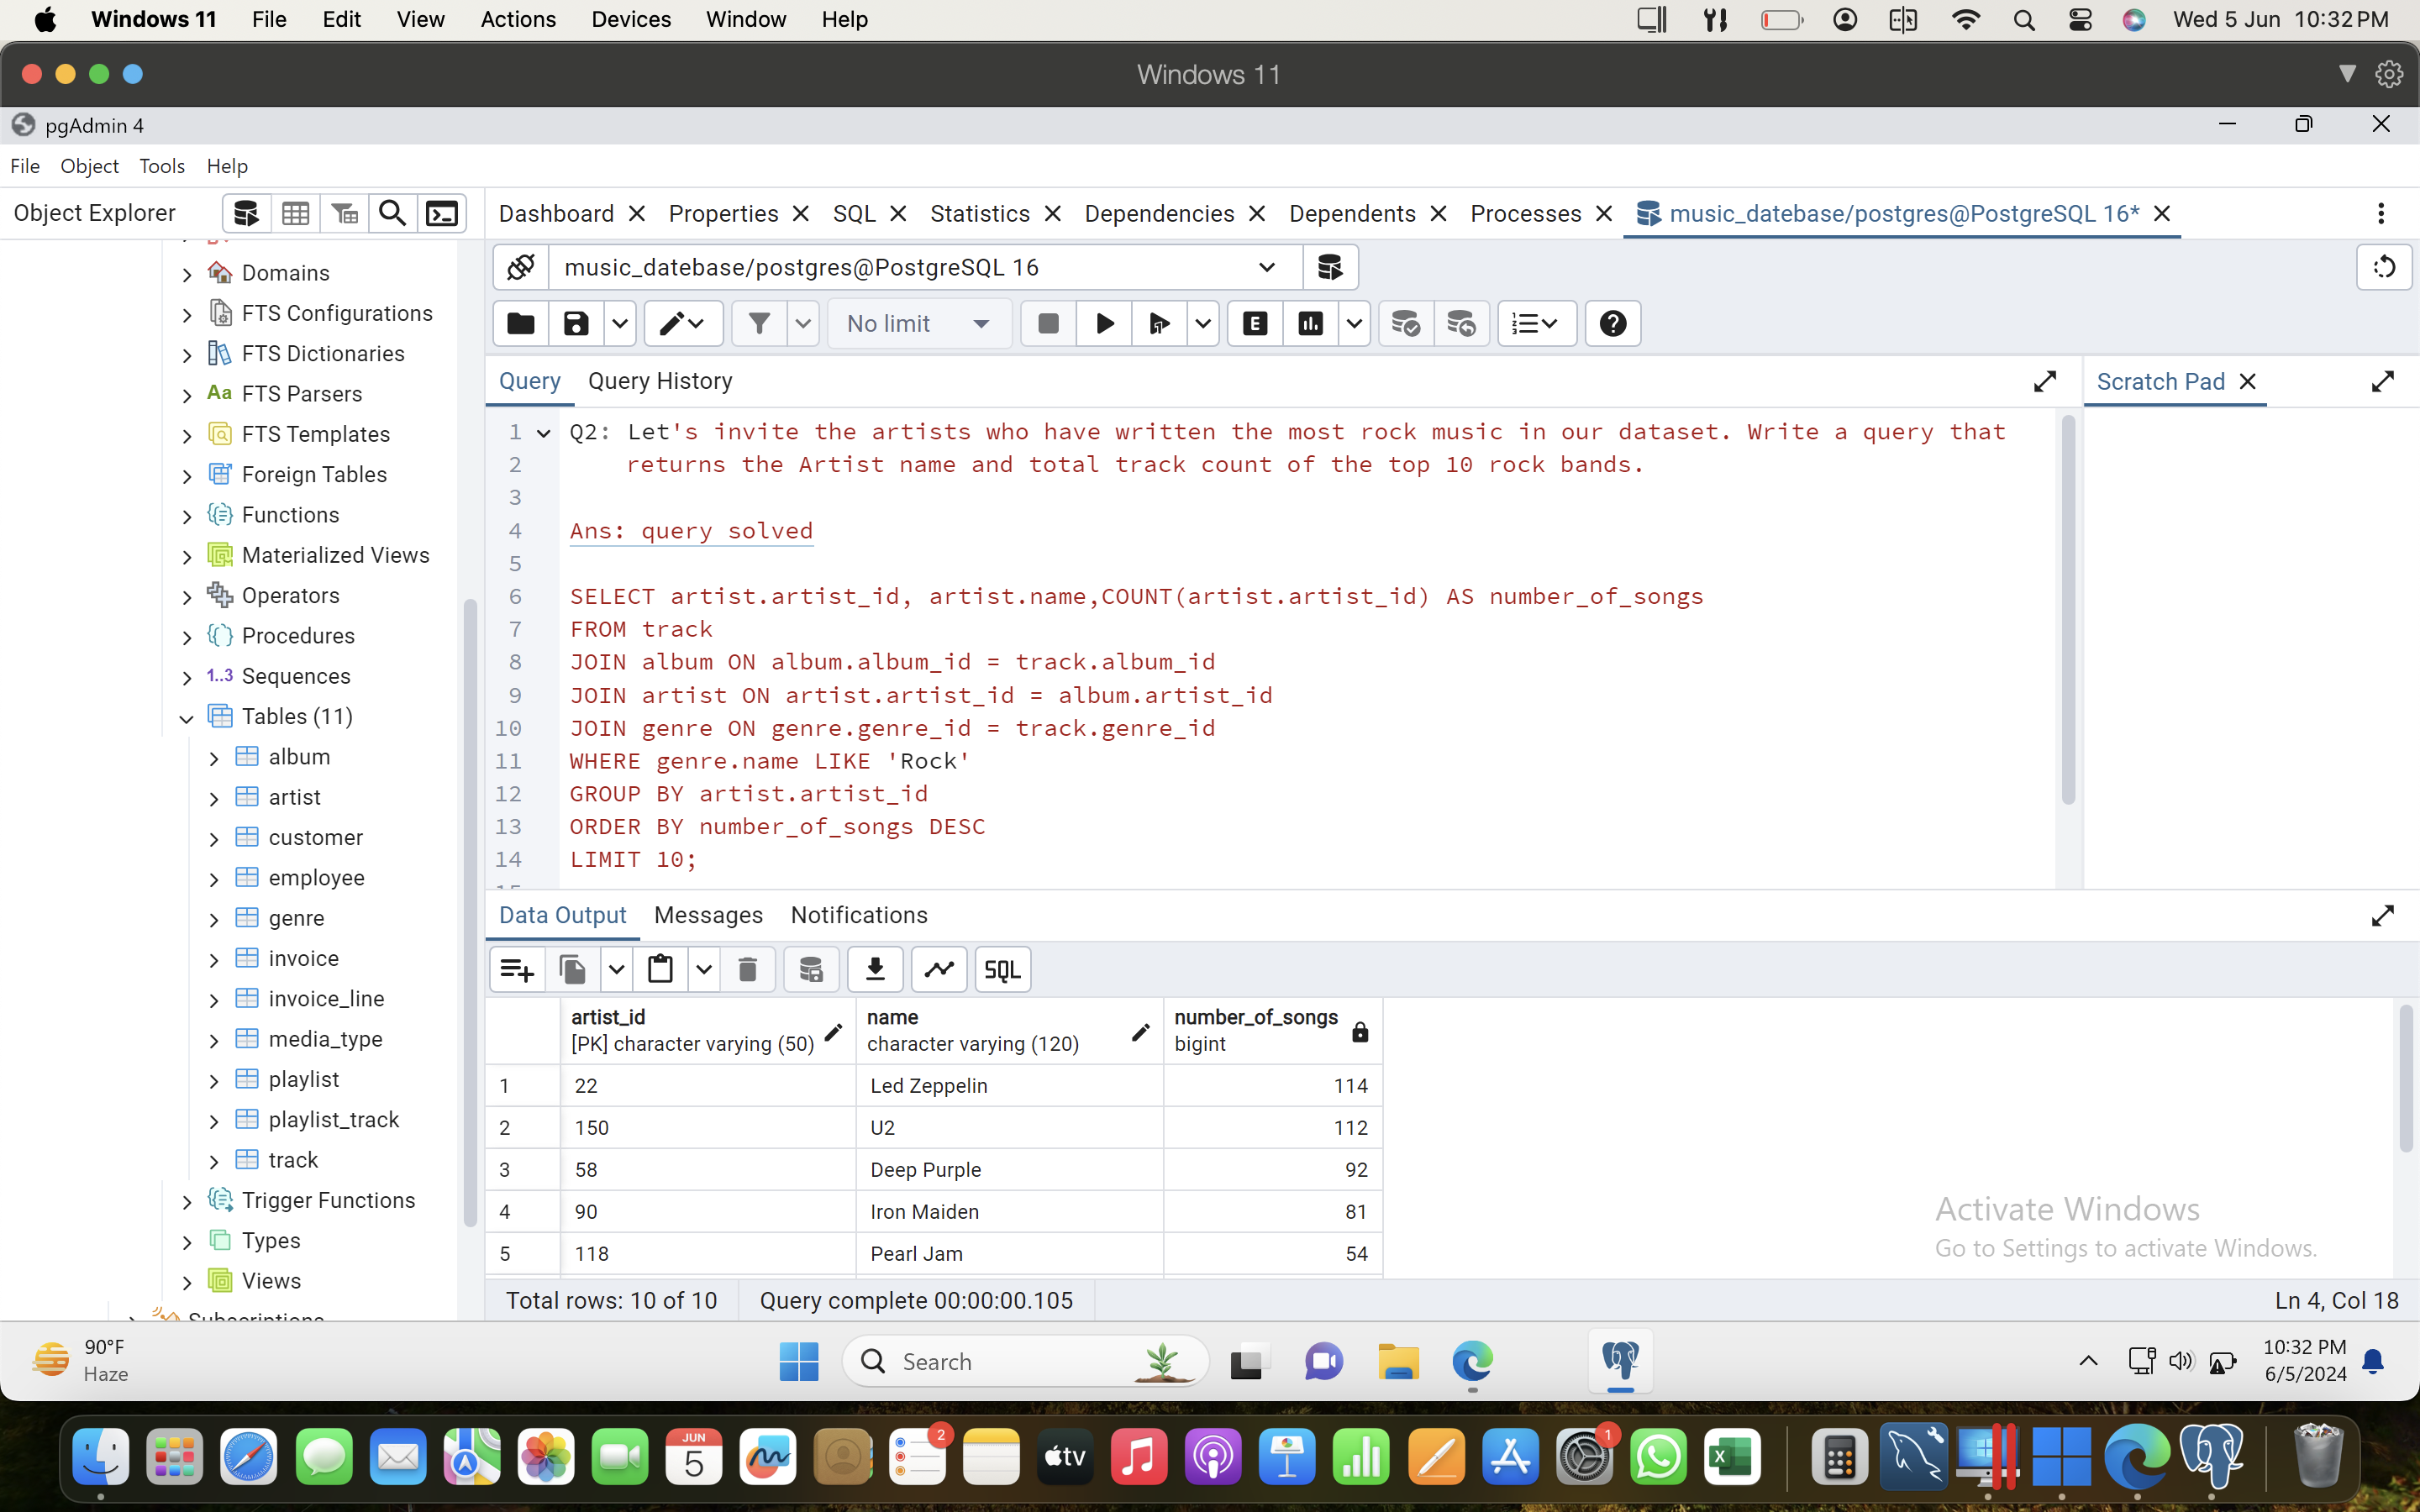 Windows 11 File Edit View Actions Devices Window Help Wed 5 Jun 10:32 PM
Windows 11
pgAdmin 4
File Object Tools Help
Object Explorer
Dashboard Properties SQL Statistics Dependencies Dependents Processes music_datebase/postgres@PostgreSQL 16*
music_datebase/postgres@PostgreSQL 16
No limit
E
Query Query History
Scratch Pad
Domains
FTS Configurations
FTS Dictionaries
Aa FTS Parsers
FTS Templates
Foreign Tables
Functions
Materialized Views
Operators
Procedures
1..3 Sequences
Tables (11)
album
artist
customer
employee
genre
invoice
invoice_line
media_type
playlist
playlist_track
track
Trigger Functions
Types
Views
Subscriptions
1 Q2: Let's invite the artists who have written the most rock music in our dataset. Write a query that
2 returns the Artist name and total track count of the top 10 rock bands.
3
4 Ans: query solved
5
6 SELECT artist.artist_id, artist.name,COUNT(artist.artist_id) AS number_of_songs
7 FROM track
8 JOIN album ON album.album_id = track.album_id
9 JOIN artist ON artist.artist_id = album.artist_id
10 JOIN genre ON genre.genre_id = track.genre_id
11 WHERE genre.name LIKE 'Rock'
12 GROUP BY artist.artist_id
13 ORDER BY number_of_songs DESC
14 LIMIT 10;
15
Data Output Messages Notifications
SQL
artist_id name number_of_songs
[PK] character varying (50) character varying (120) bigint
1 22 Led Zeppelin 114
2 150 U2 112
3 58 Deep Purple 92
4 90 Iron Maiden 81
5 118 Pearl Jam 54
Activate Windows
Go to Settings to activate Windows.
Total rows: 10 of 10 Query complete 00:00:00.105 Ln 4, Col 18
90°F
Haze
Search
10:32 PM
6/5/2024
JUN
5
2
tv
1
X